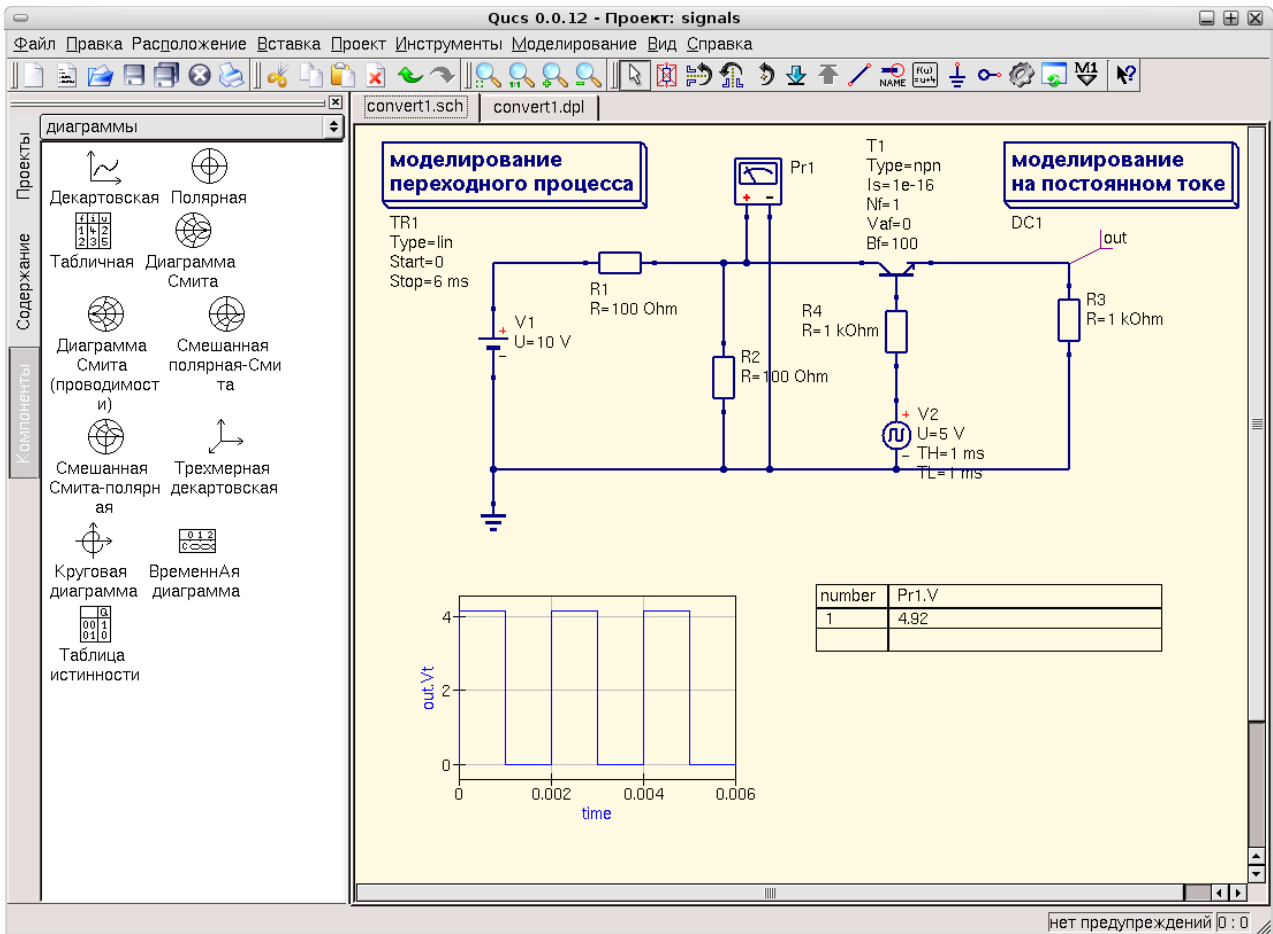 Qucs 0.0.12 - Проект: signals
Файл Правка Расположение Вставка Проект Инструменты Моделирование Вид Справка
NAME
M1
convert1.sch
convert1.dpl
Проекты
Содержание
Компоненты
диаграммы
Декартовская
Полярная
Табличная
Диаграмма
Смита
Диаграмма
Смита
(проводимост
и)
Смешанная
полярная-Сми
та
Смешанная
Смита-полярн
ая
Трехмерная
декартовская
Круговая
диаграмма
ВременнАя
диаграмма
Таблица
истинности
моделирование
переходного процесса
TR1
Type=lin
Start=0
Stop=6 ms
Pr1
T1
Type=npn
Is=1e-16
Nf=1
Vaf=0
Bf=100
моделирование
на постоянном токе
DC1
out
R1
R=100 Ohm
V1
U=10 V
R2
R=100 Ohm
R4
R=1 kOhm
R3
R=1 kOhm
V2
U=5 V
TH=1 ms
TL=1 ms
number Pr1.V
1 4.92
out.Vt
4
2
0
0 0.002 0.004 0.006
time
нет предупреждений 0 : 0